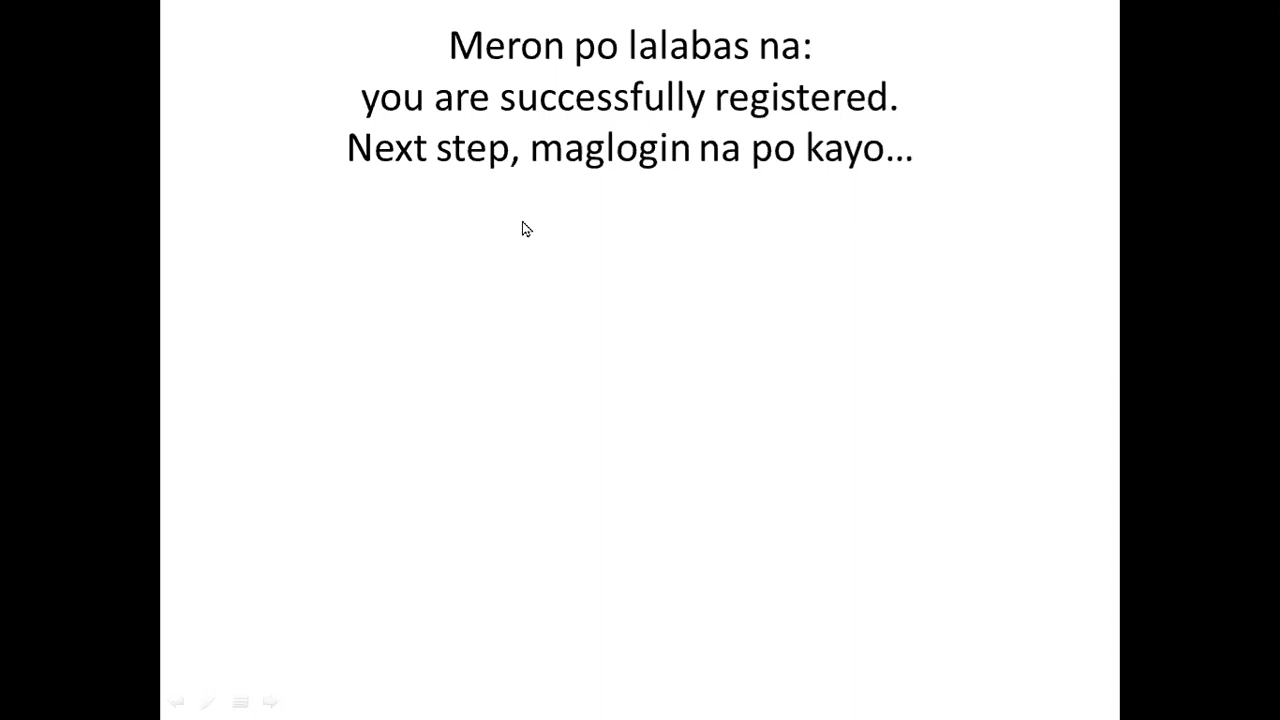 Meron po lalabas na:
you are successfully registered.
Next step, maglogin na po kayo...